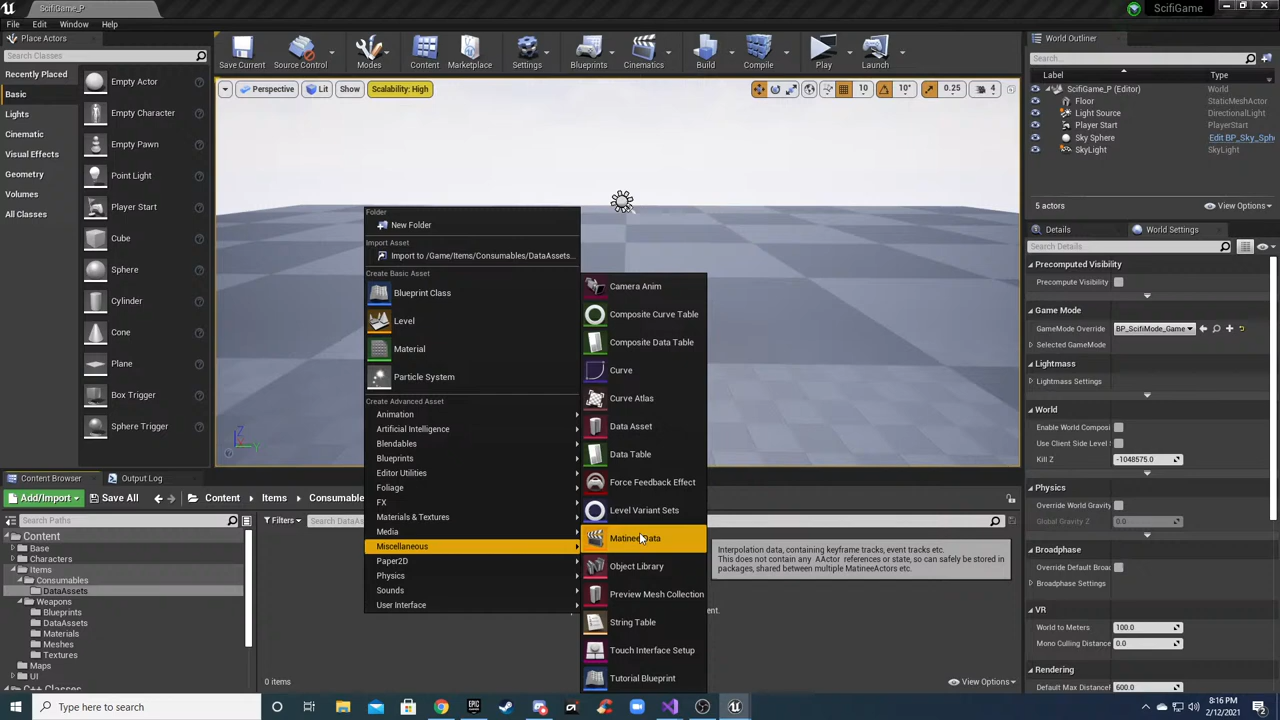 ScifiGame_P
ScifiGame
File Edit Window Help
Place Actors
Search Classes
Recently Placed
Basic
Lights
Cinematic
Visual Effects
Geometry
Volumes
All Classes
Empty Actor
Empty Character
Empty Pawn
Point Light
Player Start
Cube
Sphere
Cylinder
Cone
Plane
Box Trigger
Sphere Trigger
Save Current
Source Control
Modes
Content
Marketplace
Settings
Blueprints
Cinematics
Build
Compile
Play
Launch
Perspective
Lit
Show
Scalability: High
10
10°
0.25
4
Folder
New Folder
Import Asset
Import to /Game/Items/Consumables/DataAssets...
Create Basic Asset
Blueprint Class
Level
Material
Particle System
Create Advanced Asset
Animation
Artificial Intelligence
Blendables
Blueprints
Editor Utilities
Foliage
FX
Materials & Textures
Media
Miscellaneous
Paper2D
Physics
Sounds
User Interface
Camera Anim
Composite Curve Table
Composite Data Table
Curve
Curve Atlas
Data Asset
Data Table
Force Feedback Effect
Level Variant Sets
Matinee Data
Object Library
Preview Mesh Collection
String Table
Touch Interface Setup
Tutorial Blueprint
Interpolation data, containing keyframe tracks, event tracks etc.
This does not contain any AActor references or state, so can safely be stored in
packages, shared between multiple MatineeActors etc.
World Outliner
Search...
Label Type
ScifiGame_P (Editor) World
Floor StaticMeshActor
Light Source DirectionalLight
Player Start PlayerStart
Sky Sphere Edit BP_Sky_Sph
SkyLight SkyLight
5 actors
View Options
Details World Settings
Search Details
Precomputed Visibility
Precompute Visibility
Game Mode
GameMode Override BP_ScifiMode_Game
Selected GameMode
Lightmass
Lightmass Settings
World
Enable World Composi
Use Client Side Level S
Kill Z -1048575.0
Physics
Override World Gravity
Global Gravity Z 0.0
Broadphase
Override Default Broad
Broadphase Settings
VR
World to Meters 100.0
Mono Culling Distance 0.0
Rendering
Default Max Distance 600.0
Content Browser Output Log
Add/Import Save All Content Items Consumable
Search Paths
Filters
Content
Base
Characters
Items
Consumables
DataAssets
Weapons
Blueprints
DataAssets
Materials
Meshes
Textures
Maps
UI
C++ Classes
0 items
View Options
Type here to search
8:16 PM
2/12/2021